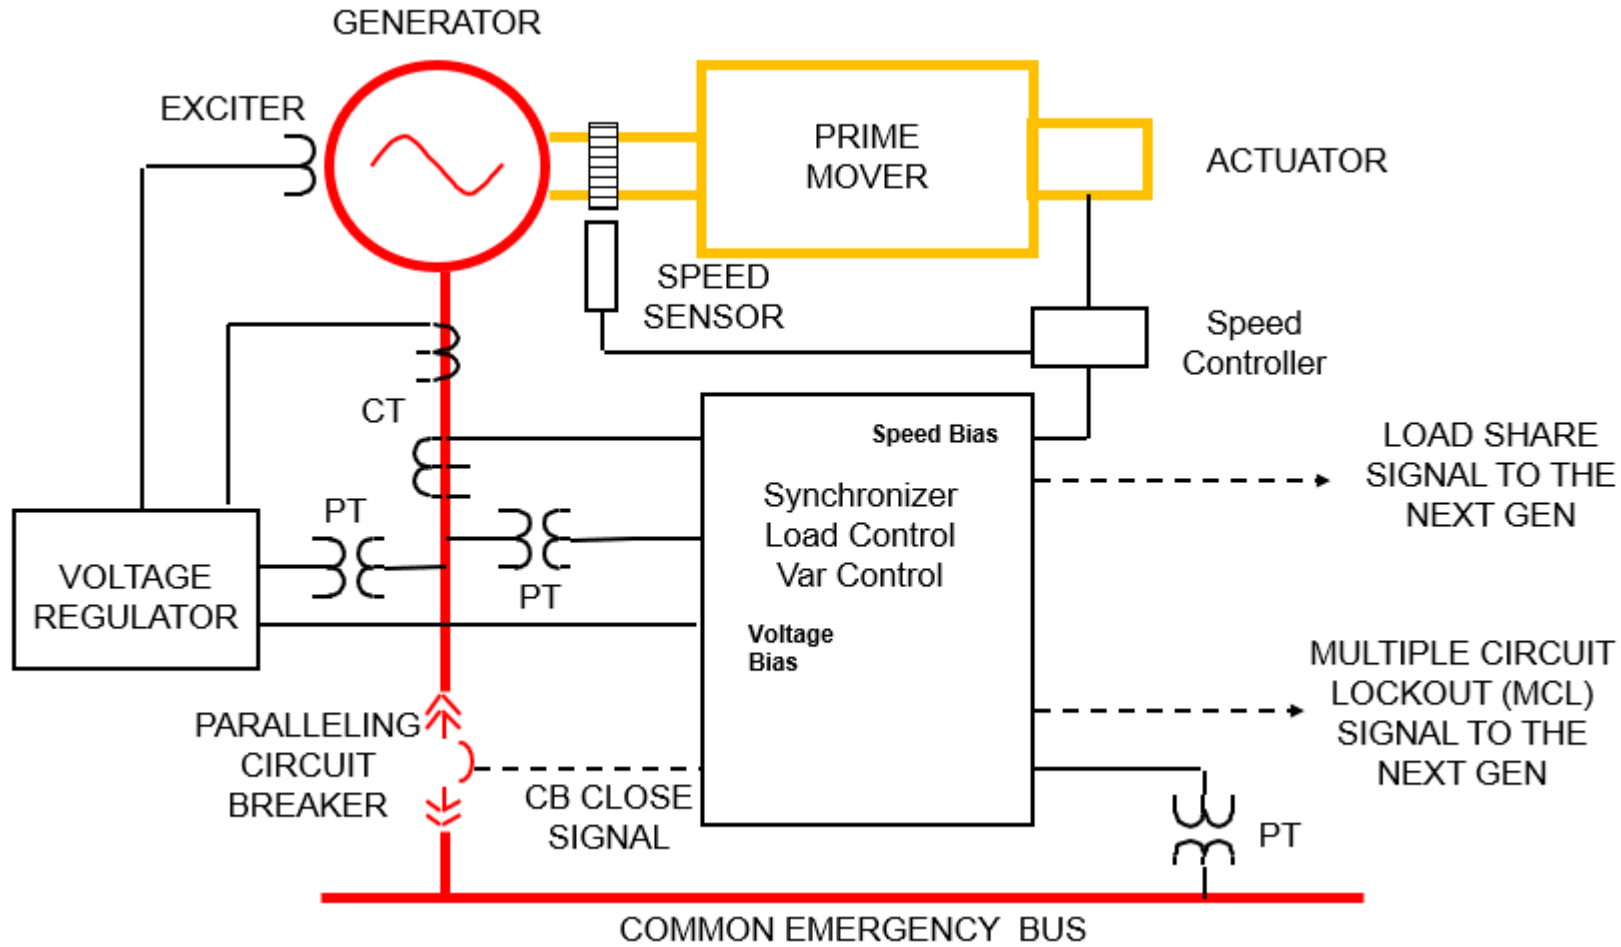 GENERATOR
EXCITER
PRIME
MOVER
ACTUATOR
SPEED
SENSOR
Speed
Controller
CT
Speed Bias
LOAD SHARE
SIGNAL TO THE
NEXT GEN
Synchronizer
Load Control
Var Control
PT
PT
VOLTAGE
REGULATOR
Voltage
Bias
MULTIPLE CIRCUIT
LOCKOUT (MCL)
SIGNAL TO THE
NEXT GEN
PARALLELING
CIRCUIT
BREAKER
CB CLOSE
SIGNAL
PT
COMMON EMERGENCY BUS